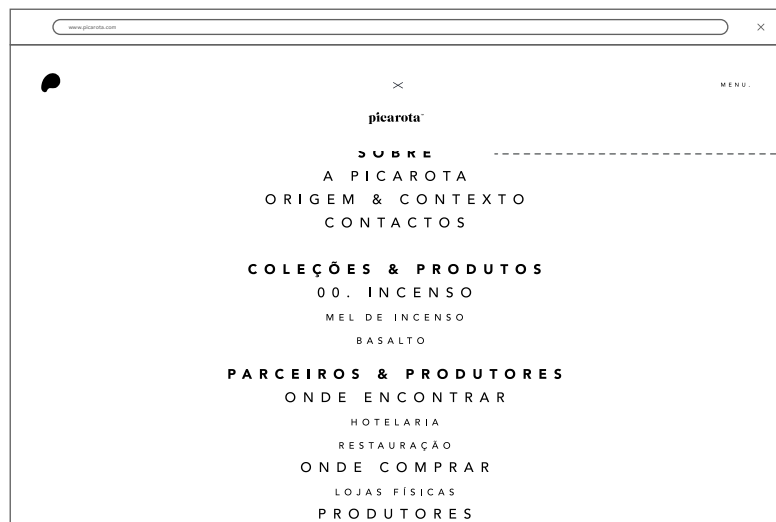 www.picarota.com
MENU.
picarota™
SOBRE
A PICAROTA
ORIGEM & CONTEXTO
CONTACTOS
COLEÇÕES & PRODUTOS
00. INCENSO
MEL DE INCENSO
BASALTO
PARCEIROS & PRODUTORES
ONDE ENCONTRAR
HOTELARIA
RESTAURAÇÃO
ONDE COMPRAR
LOJAS FÍSICAS
PRODUTORES